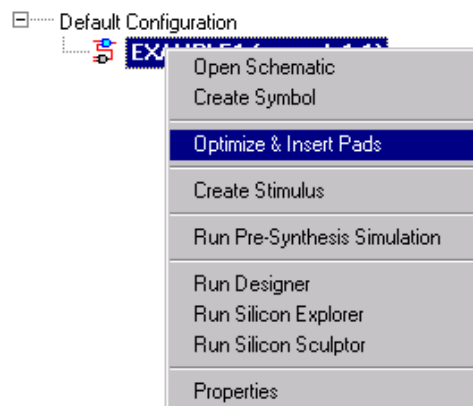 Default Configuration
Open Schematic
Create Symbol
Optimize & Insert Pads
Create Stimulus
Run Pre-Synthesis Simulation
Run Designer
Run Silicon Explorer
Run Silicon Sculptor
Properties